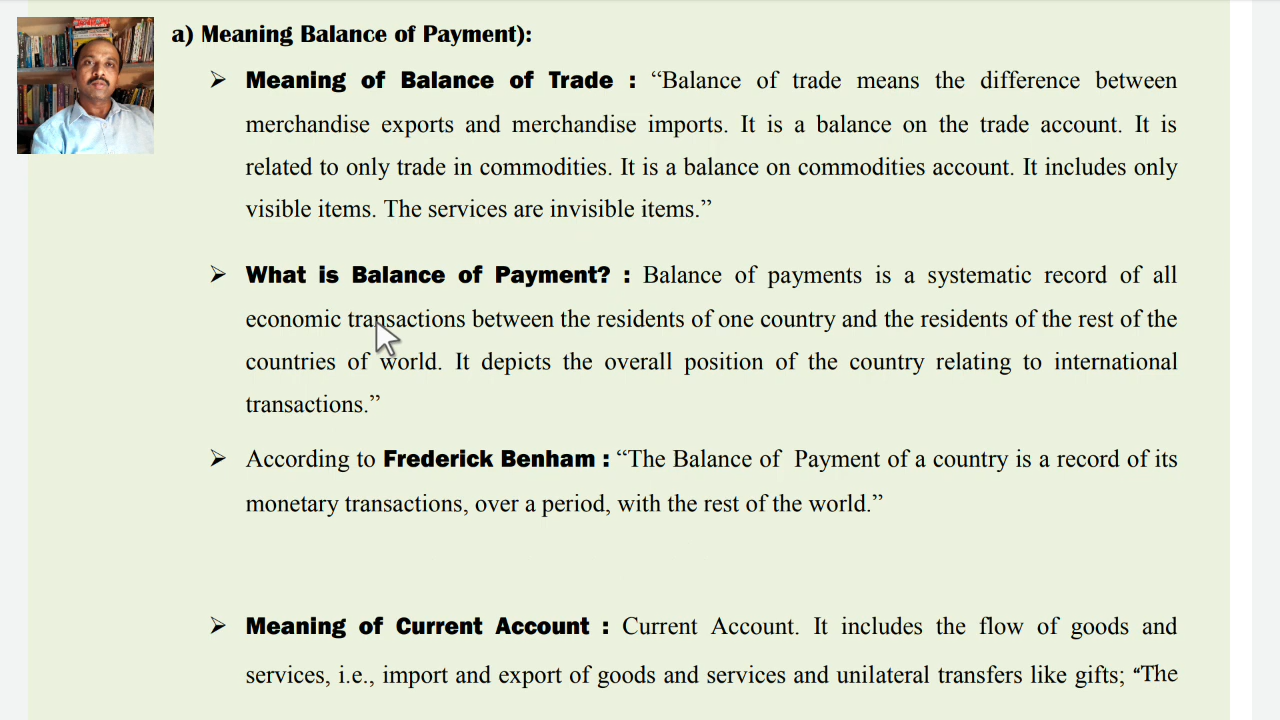 a) Meaning Balance of Payment):
➢ Meaning of Balance of Trade : “Balance of trade means the difference between
merchandise exports and merchandise imports. It is a balance on the trade account. It is
related to only trade in commodities. It is a balance on commodities account. It includes only
visible items. The services are invisible items.”
➢ What is Balance of Payment? : Balance of payments is a systematic record of all
economic transactions between the residents of one country and the residents of the rest of the
countries of world. It depicts the overall position of the country relating to international
transactions.”
➢ According to Frederick Benham : “The Balance of Payment of a country is a record of its
monetary transactions, over a period, with the rest of the world.”
➢ Meaning of Current Account : Current Account. It includes the flow of goods and
services, i.e., import and export of goods and services and unilateral transfers like gifts; “The